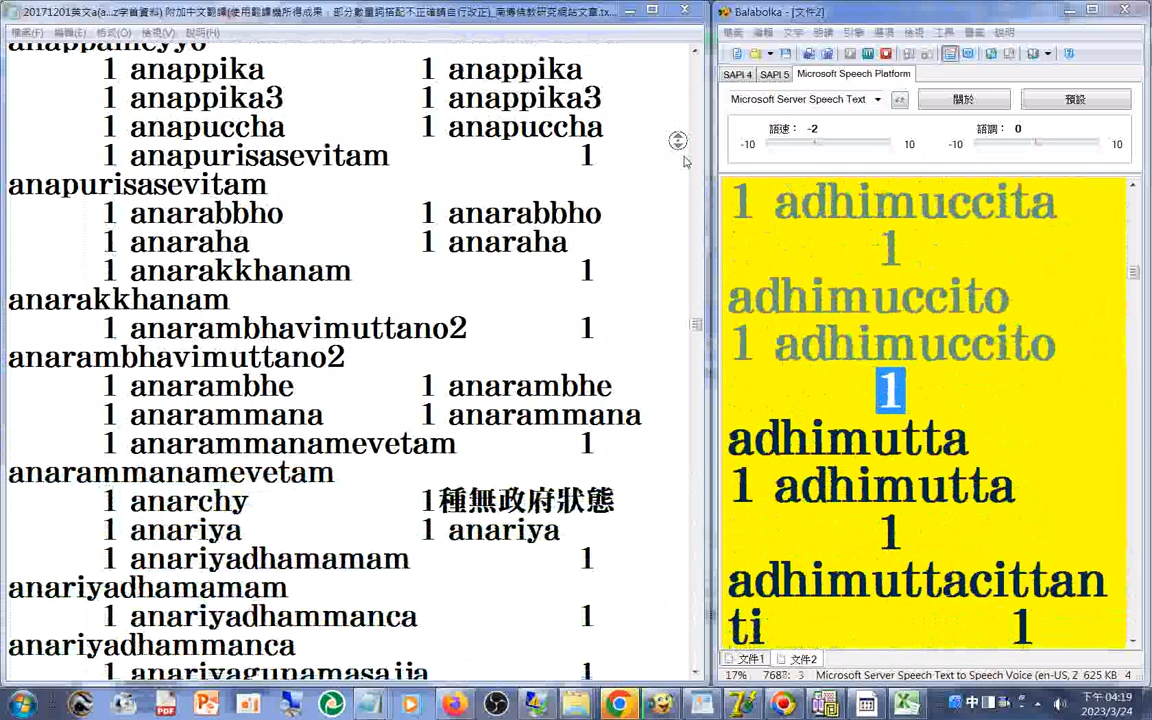 20171201英文a(a...z字首資料) 附加中文翻譯(使用翻譯機所得成果，部分數量詞搭配不正確請自行改正)_南傳佛教研究網站文章.tx...
檔案(F) 編輯(E) 格式(O) 檢視(V) 說明(H)
anappameyyo
1 anappika 1 anappika
1 anappika3 1 anappika3
1 anapuccha 1 anapuccha
1 anapurisasevitam 1
anapurisasevitam
1 anarabbho 1 anarabbho
1 anaraha 1 anaraha
1 anarakkhanam 1
anarakkhanam
1 anarambhavimuttano2 1
anarambhavimuttano2
1 anarambhe 1 anarambhe
1 anarammana 1 anarammana
1 anarammanamevetam 1
anarammanamevetam
1 anarchy 1種無政府狀態
1 anariya 1 anariya
1 anariyadhamamam 1
anariyadhamamam
1 anariyadhammanca 1
anariyadhammanca
1 anariyagunamasajja 1
Balabolka - [文件2]
檔案 編輯 文字 朗讀 引擎 選項 檢視 工具 書籤 說明
SAPI 4 SAPI 5 Microsoft Speech Platform
Microsoft Server Speech Text
關於
預設
語速： -2
語調： 0
-10 10 -10 10
1 adhimuccita
1
adhimuccito
1 adhimuccito
1
adhimutta
1 adhimutta
1
adhimuttacittan
ti 1
文件1 文件2
17% 768: 3 Microsoft Server Speech Text to Speech Voice (en-US, Z 625 KB 4
中
下午 04:19
2023/3/24